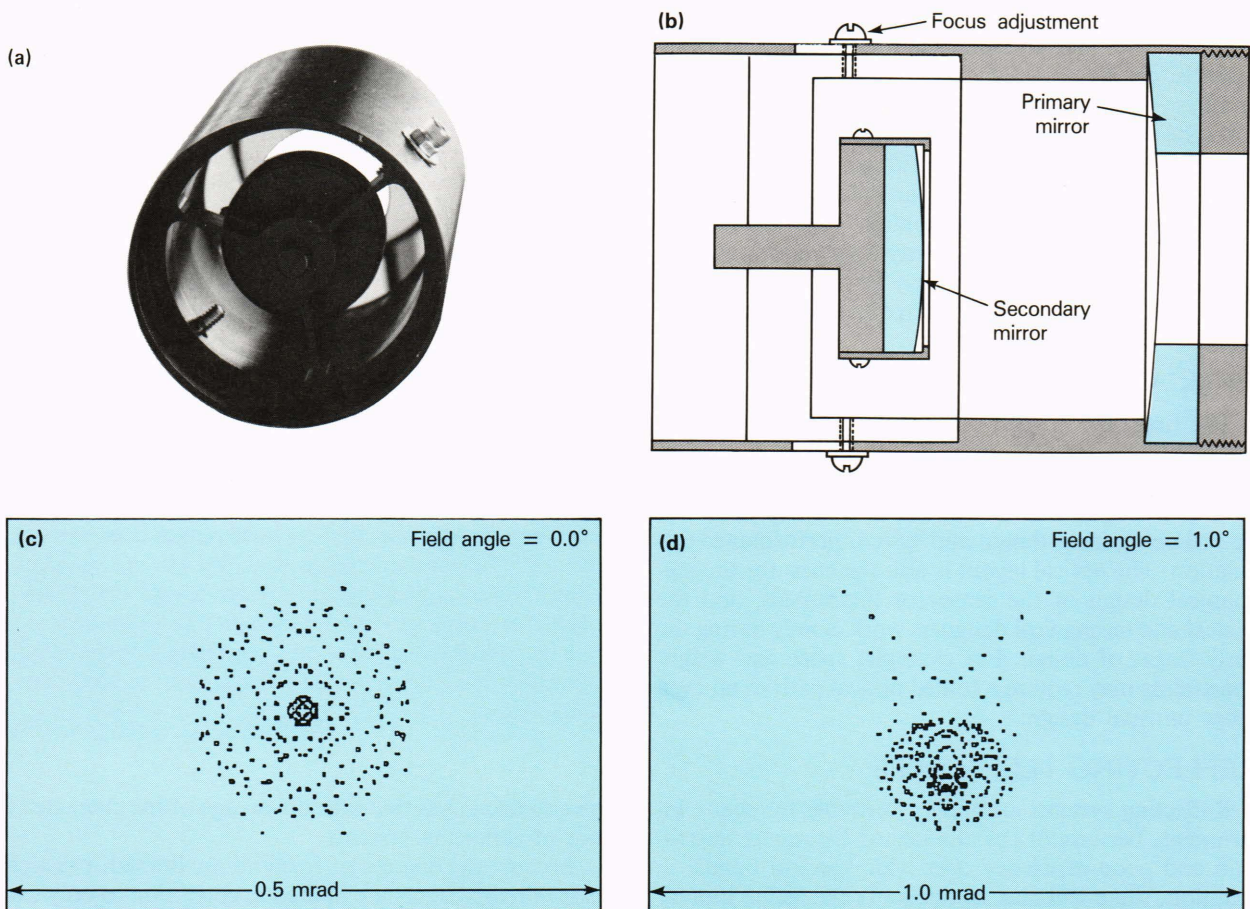 (a)
(b)
Focus adjustment
Primary
mirror
Secondary
mirror
(c)
Field angle = 0.0°
0.5 mrad
(d)
Field angle = 1.0°
1.0 mrad